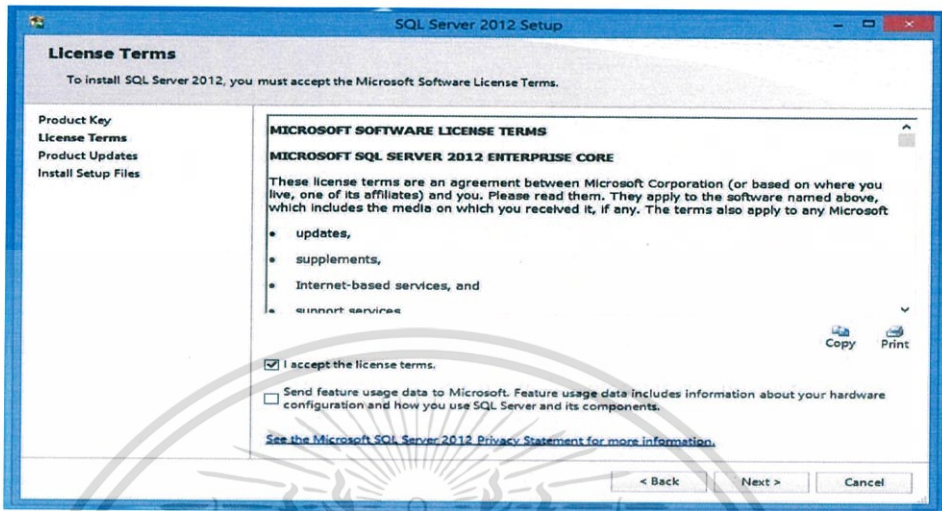 SQL Server 2012 Setup
License Terms
To install SQL Server 2012, you must accept the Microsoft Software License Terms.
Product Key
License Terms
Product Updates
Install Setup Files
MICROSOFT SOFTWARE LICENSE TERMS
MICROSOFT SQL SERVER 2012 ENTERPRISE CORE
These license terms are an agreement between Microsoft Corporation (or based on where you
live, one of its affiliates) and you. Please read them. They apply to the software named above,
which includes the media on which you received it, if any. The terms also apply to any Microsoft
• updates,
• supplements,
• Internet-based services, and
• support services
Copy Print
I accept the license terms.
Send feature usage data to Microsoft. Feature usage data includes information about your hardware
configuration and how you use SQL Server and its components.
See the Microsoft SQL Server 2012 Privacy Statement for more information.
< Back Next > Cancel